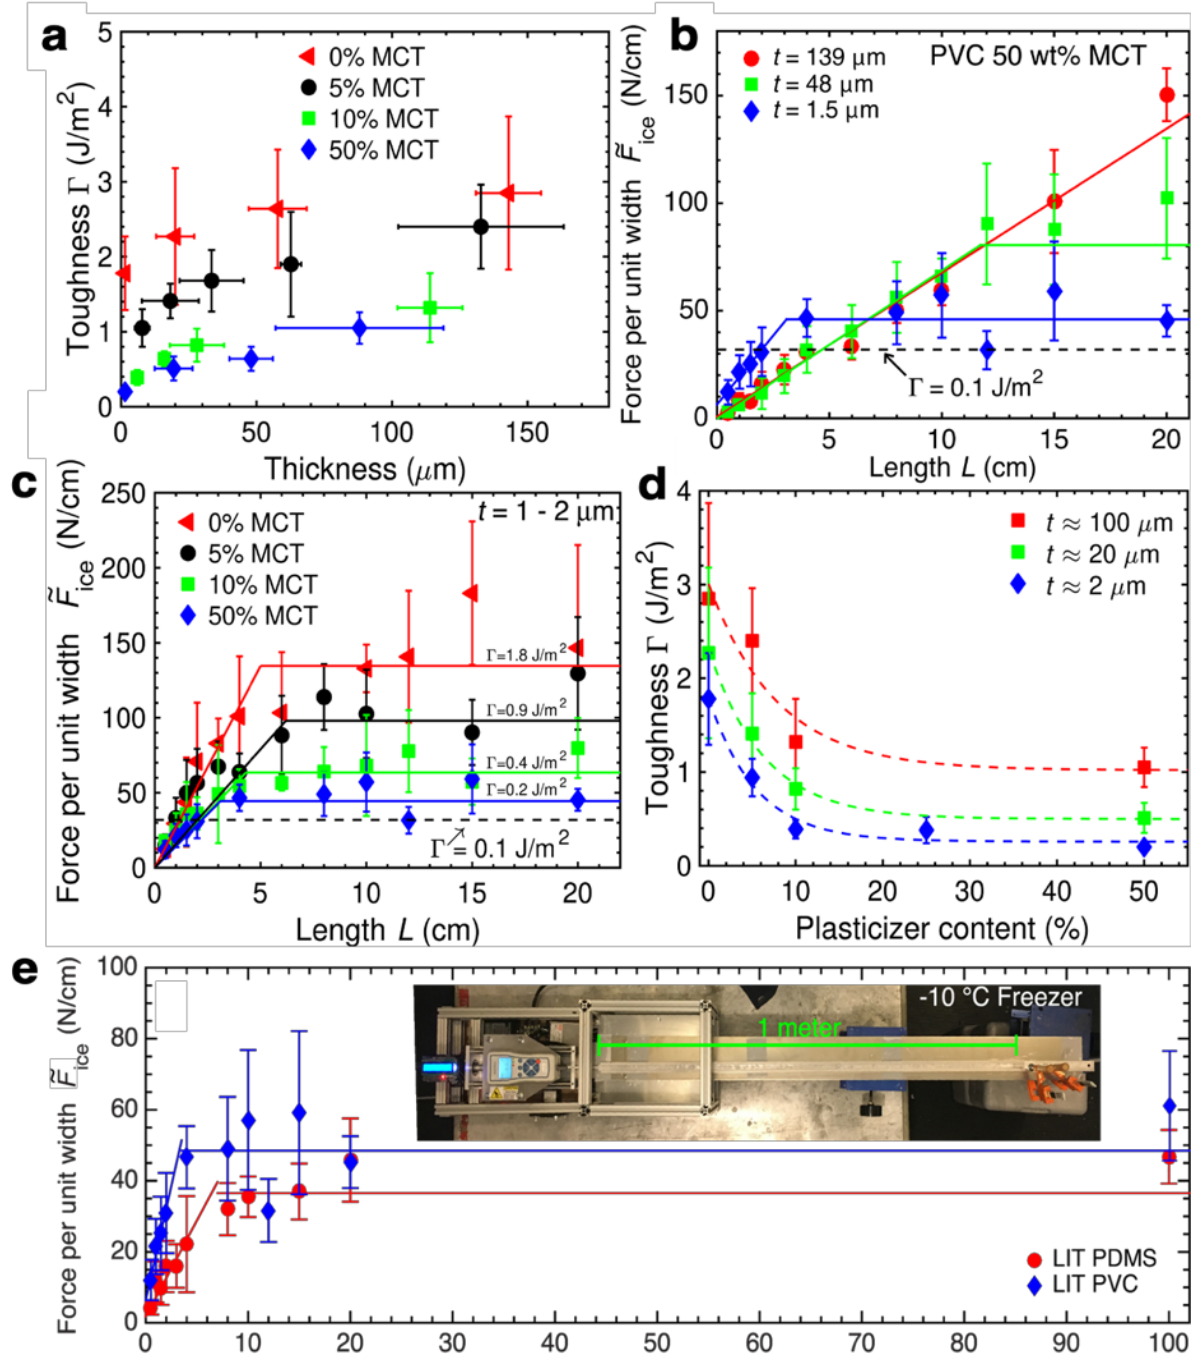 a
5
4
3
2
1
0
0
50
100
150
Toughness Γ (J/m²)
Thickness (μm)
0% MCT
5% MCT
10% MCT
50% MCT
b
PVC 50 wt% MCT
t = 139 μm
t = 48 μm
t = 1.5 μm
150
100
50
0
0
5
10
15
20
Force per unit width F̃ice (N/cm)
Length L (cm)
Γ = 0.1 J/m²
c
t = 1 - 2 μm
0% MCT
5% MCT
10% MCT
50% MCT
250
200
150
100
50
0
0
5
10
15
20
Force per unit width F̃ice (N/cm)
Length L (cm)
Γ=1.8 J/m²
Γ=0.9 J/m²
Γ=0.4 J/m²
Γ=0.2 J/m²
Γ = 0.1 J/m²
d
t ≈ 100 μm
t ≈ 20 μm
t ≈ 2 μm
4
3
2
1
0
0
10
20
30
40
50
Toughness Γ (J/m²)
Plasticizer content (%)
e
100
80
60
40
20
0
0
10
20
30
40
50
60
70
80
90
100
Force per unit width F̃ice (N/cm)
-10 °C Freezer
1 meter
LIT PDMS
LIT PVC